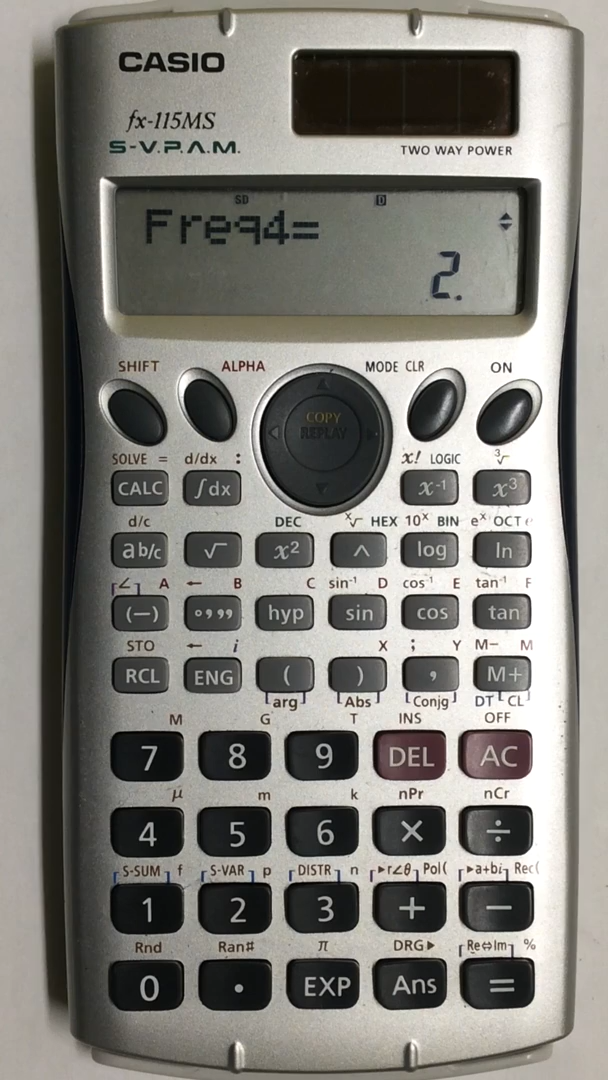 CASIO
fx-115MS
S-V.P.A.M.
TWO WAY POWER
SD D
Freq4=
2.
SHIFT ALPHA MODE CLR ON
COPY
REPLAY
SOLVE = d/dx : x! LOGIC ³√
CALC ∫dx x⁻¹ x³
d/c DEC ˣ√ HEX 10ˣ BIN eˣ OCT e
ab/c √ x² ^ log ln
∠ A ← B C sin⁻¹ D cos⁻¹ E tan⁻¹ F
(−) °,,, hyp sin cos tan
STO ← i X ; Y M− M
RCL ENG ( ) , M+
arg Abs Conjg DT CL
M G T INS OFF
7 8 9 DEL AC
μ m k nPr nCr
4 5 6 × ÷
S-SUM f S-VAR p DISTR n ▶r∠θ Pol( ▶a+bi Rec(
1 2 3 + −
Rnd Ran# π DRG▶ Re⇔Im %
0 . EXP Ans =